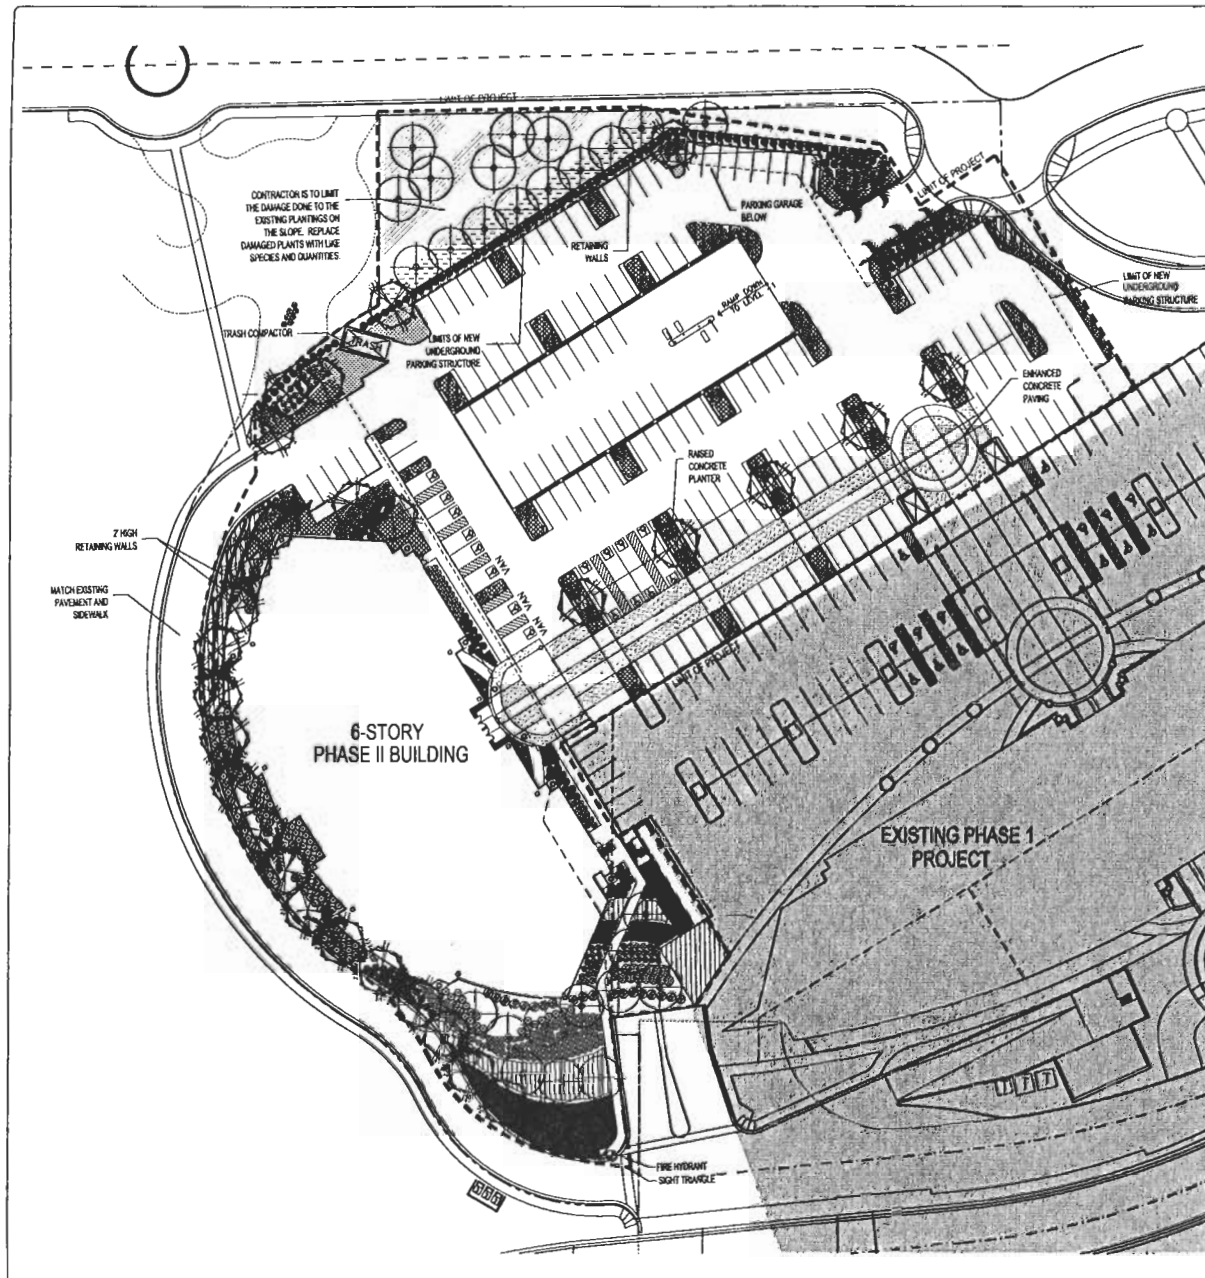 LIMIT OF PROJECT
CONTRACTOR IS TO LIMIT
THE DAMAGE DONE TO THE
EXISTING PLANTINGS ON
THE SLOPE. REPLACE
DAMAGED PLANTS WITH LIKE
SPECIES AND QUANTITIES.
LIMIT OF PROJECT
PARKING GARAGE
BELOW
RETAINING
WALLS
LIMIT OF NEW
UNDERGROUND
PARKING STRUCTURE
RAMP DOWN
TO LEVEL
TRASH COMPACTOR
TRASH
LIMITS OF NEW
UNDERGROUND
PARKING STRUCTURE
ENHANCED
CONCRETE
PAVING
RAISED
CONCRETE
PLANTER
2' HIGH
RETAINING WALLS
VAN
VAN
VAN
MATCH EXISTING
PAVEMENT AND
SIDEWALK
LIMIT OF PROJECT
6-STORY
PHASE II BUILDING
EXISTING PHASE 1
PROJECT
T T T
FIRE HYDRANT
SIGHT TRIANGLE